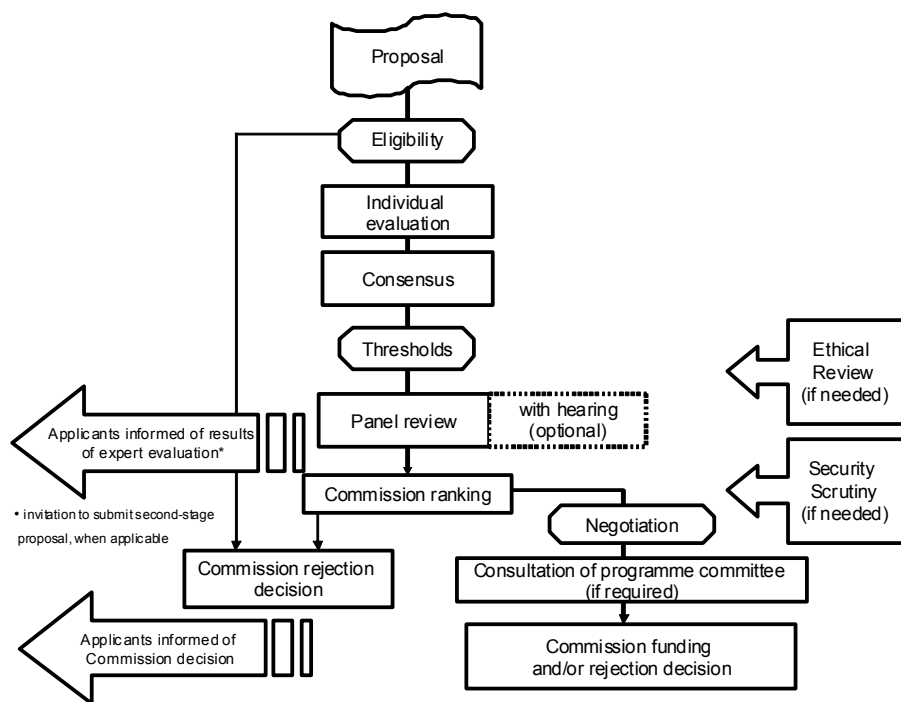 Proposal
Eligibility
Individual
evaluation
Consensus
Thresholds
Ethical
Review
(if needed)
Panel review
with hearing
(optional)
Applicants informed of results
of expert evaluation*
Commission ranking
Security
Scrutiny
(if needed)
• invitation to submit second-stage
proposal, when applicable
Negotiation
Commission rejection
decision
Consultation of programme committee
(if required)
Applicants informed of
Commission decision
Commission funding
and/or rejection decision